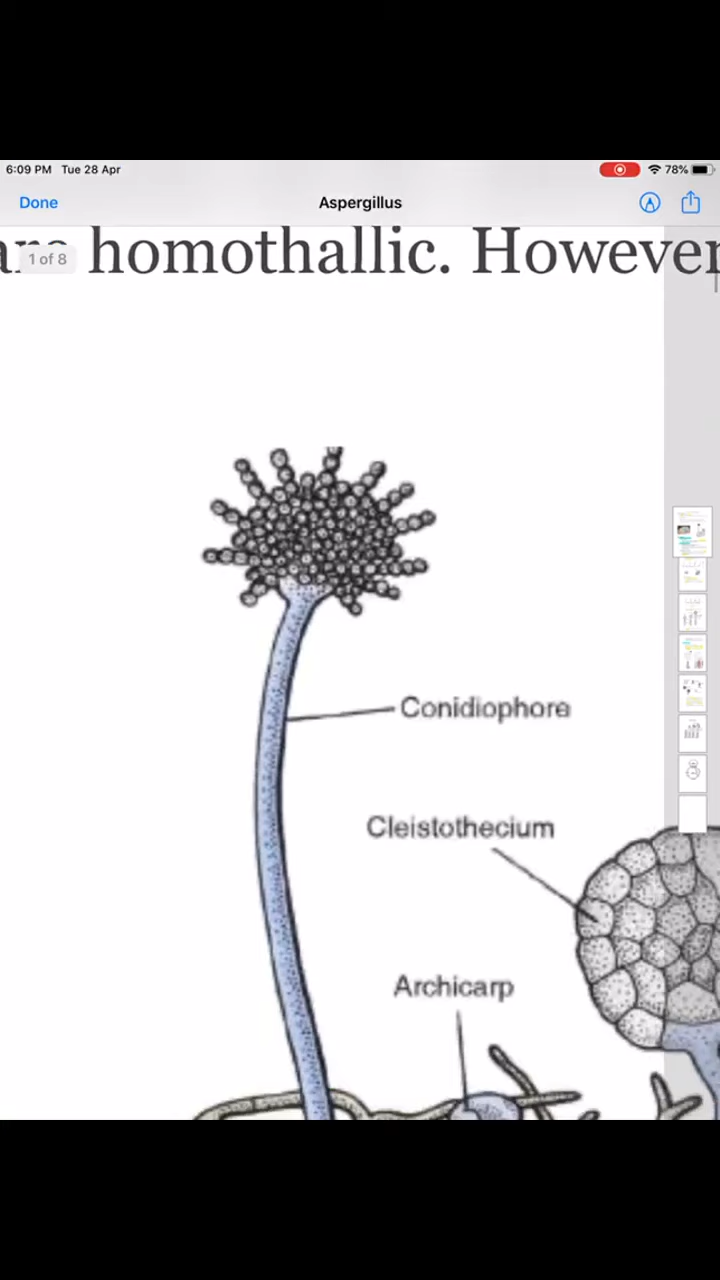 6:09 PM Tue 28 Apr
78%
Done
Aspergillus
homothallic. However
1 of 8
Conidiophore
Cleistothecium
Archicarp